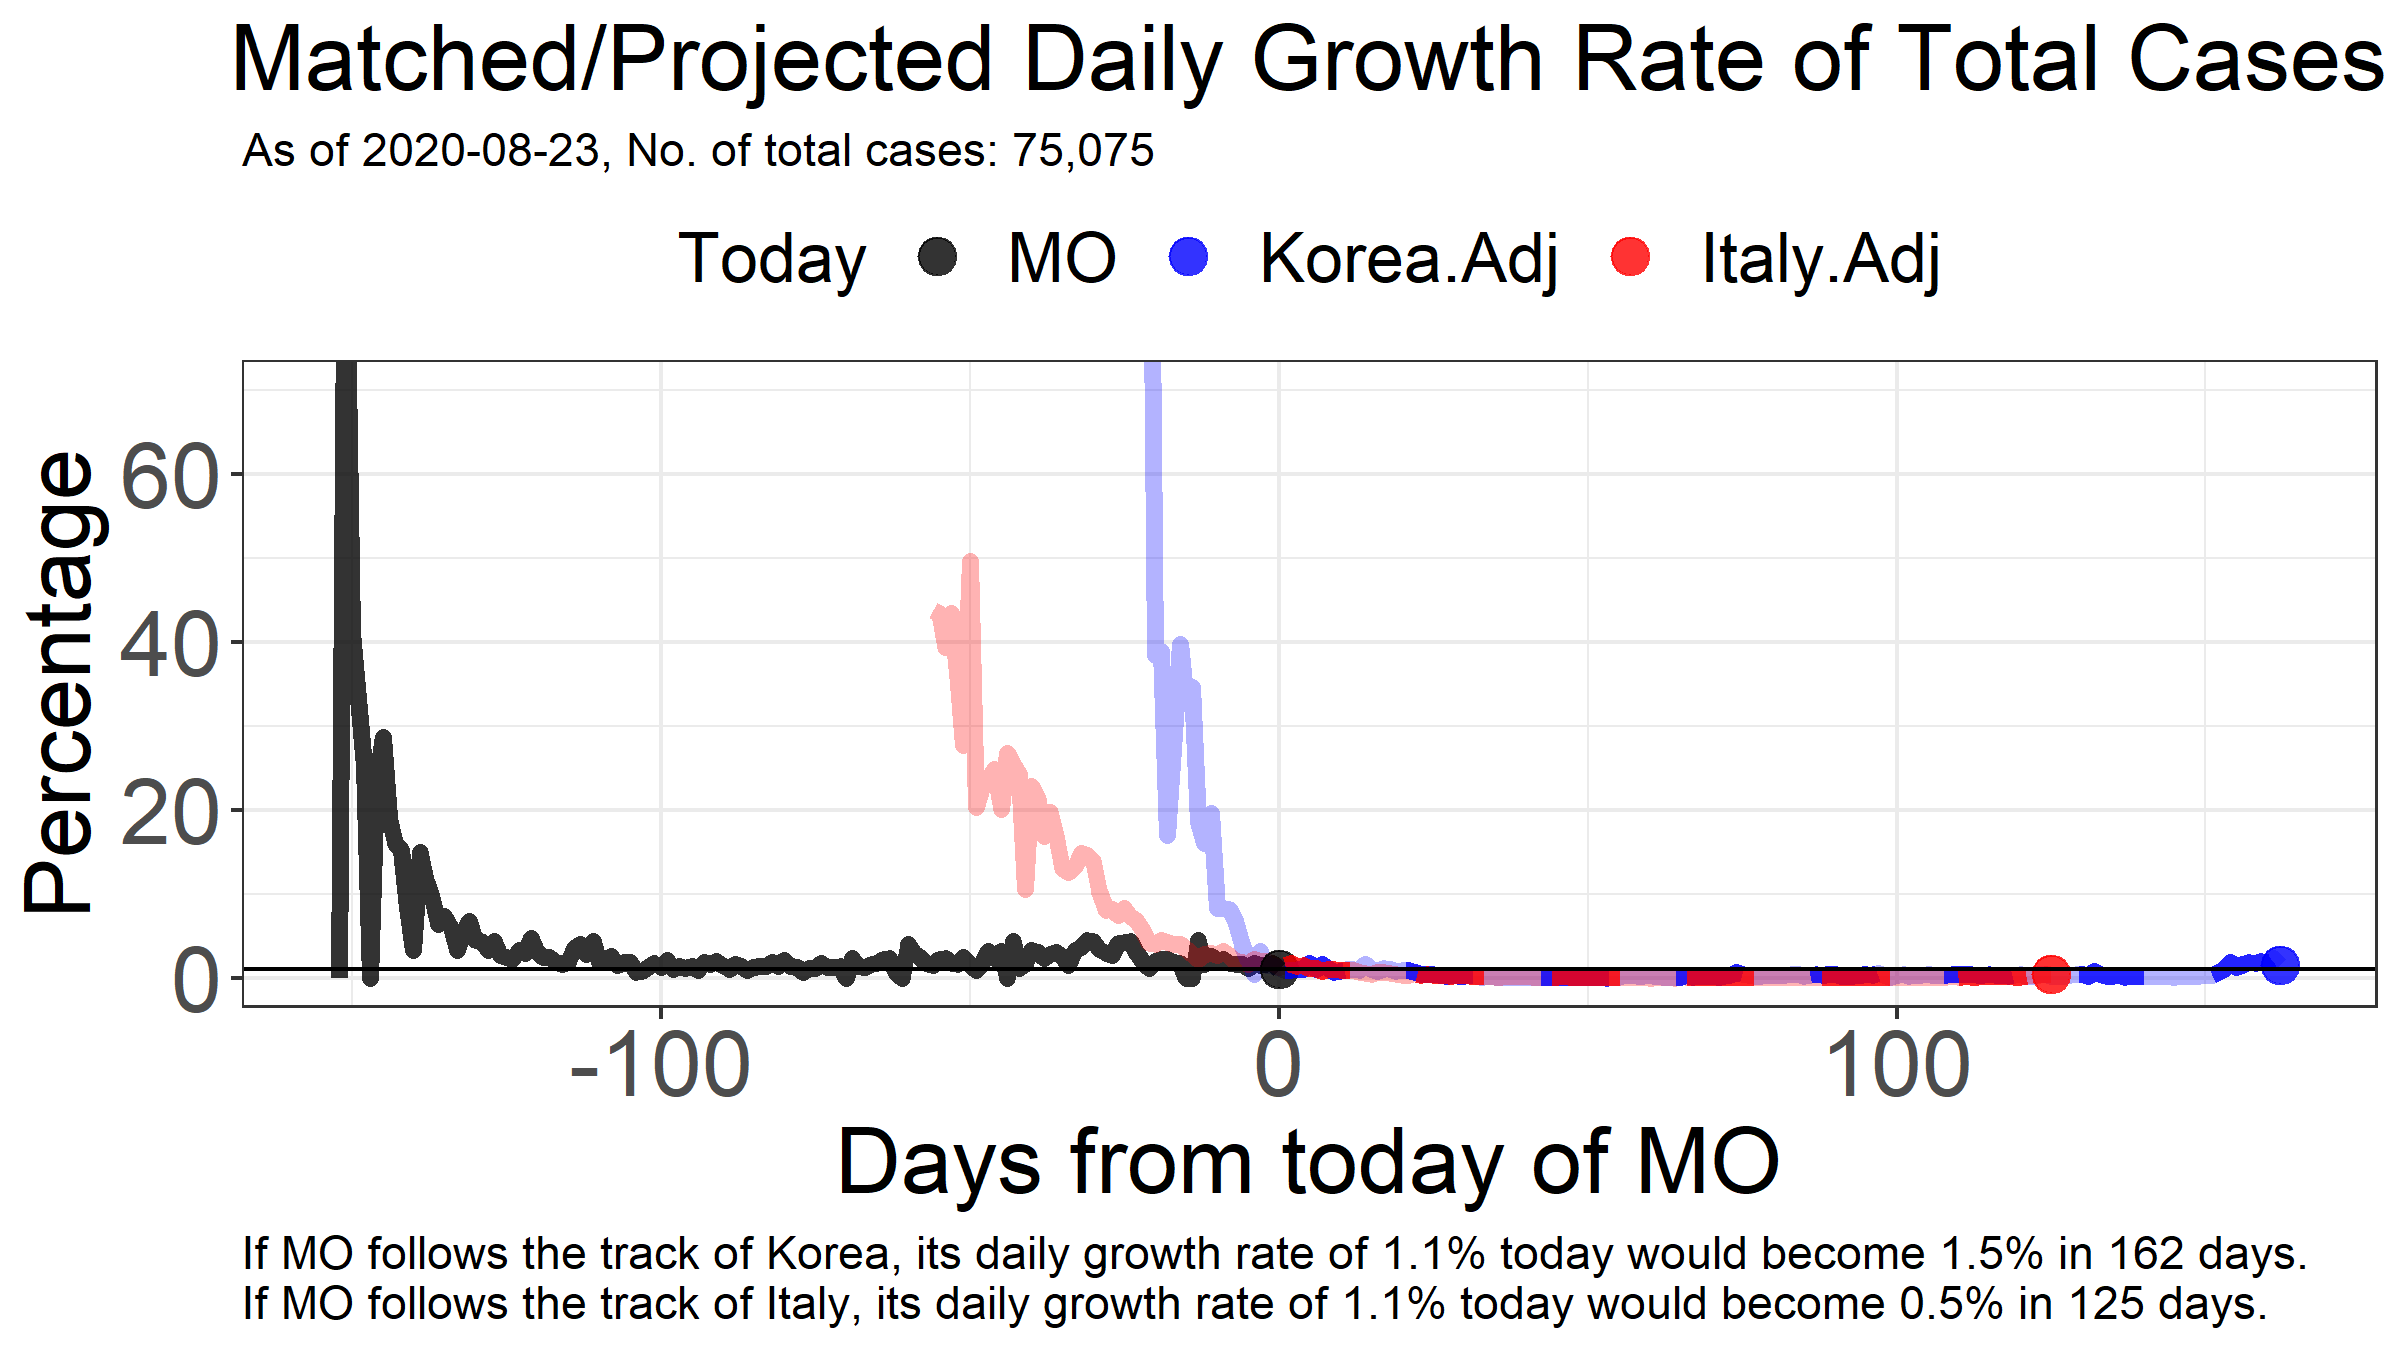 Matched/Projected Daily Growth Rate of Total Cases
As of 2020-08-23, No. of total cases: 75,075
Today MO Korea.Adj Italy.Adj
Percentage
60
40
20
0
-100 0 100
Days from today of MO
If MO follows the track of Korea, its daily growth rate of 1.1% today would become 1.5% in 162 days.
If MO follows the track of Italy, its daily growth rate of 1.1% today would become 0.5% in 125 days.